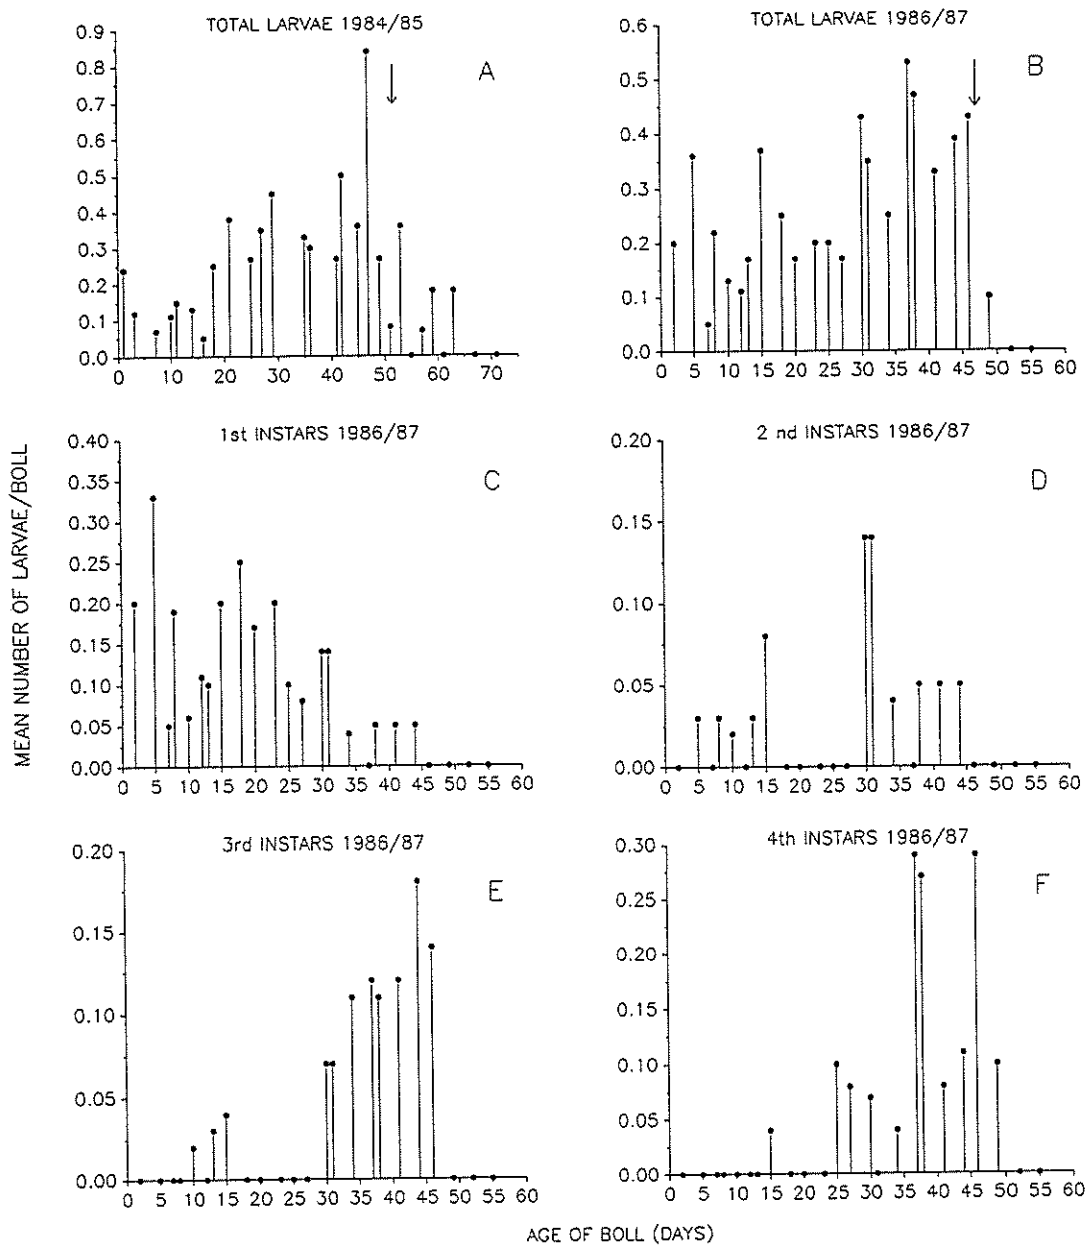 TOTAL LARVAE 1984/85
A
0.9
0.8
0.7
0.6
0.5
0.4
0.3
0.2
0.1
0.0
0 10 20 30 40 50 60 70
TOTAL LARVAE 1986/87
B
0.6
0.5
0.4
0.3
0.2
0.1
0.0
0 5 10 15 20 25 30 35 40 45 50 55 60
MEAN NUMBER OF LARVAE/BOLL
1st INSTARS 1986/87
C
0.40
0.35
0.30
0.25
0.20
0.15
0.10
0.05
0.00
0 5 10 15 20 25 30 35 40 45 50 55 60
2 nd INSTARS 1986/87
D
0.20
0.15
0.10
0.05
0.00
0 5 10 15 20 25 30 35 40 45 50 55 60
3rd INSTARS 1986/87
E
0.20
0.15
0.10
0.05
0.00
0 5 10 15 20 25 30 35 40 45 50 55 60
4th INSTARS 1986/87
F
0.30
0.25
0.20
0.15
0.10
0.05
0.00
0 5 10 15 20 25 30 35 40 45 50 55 60
AGE OF BOLL (DAYS)